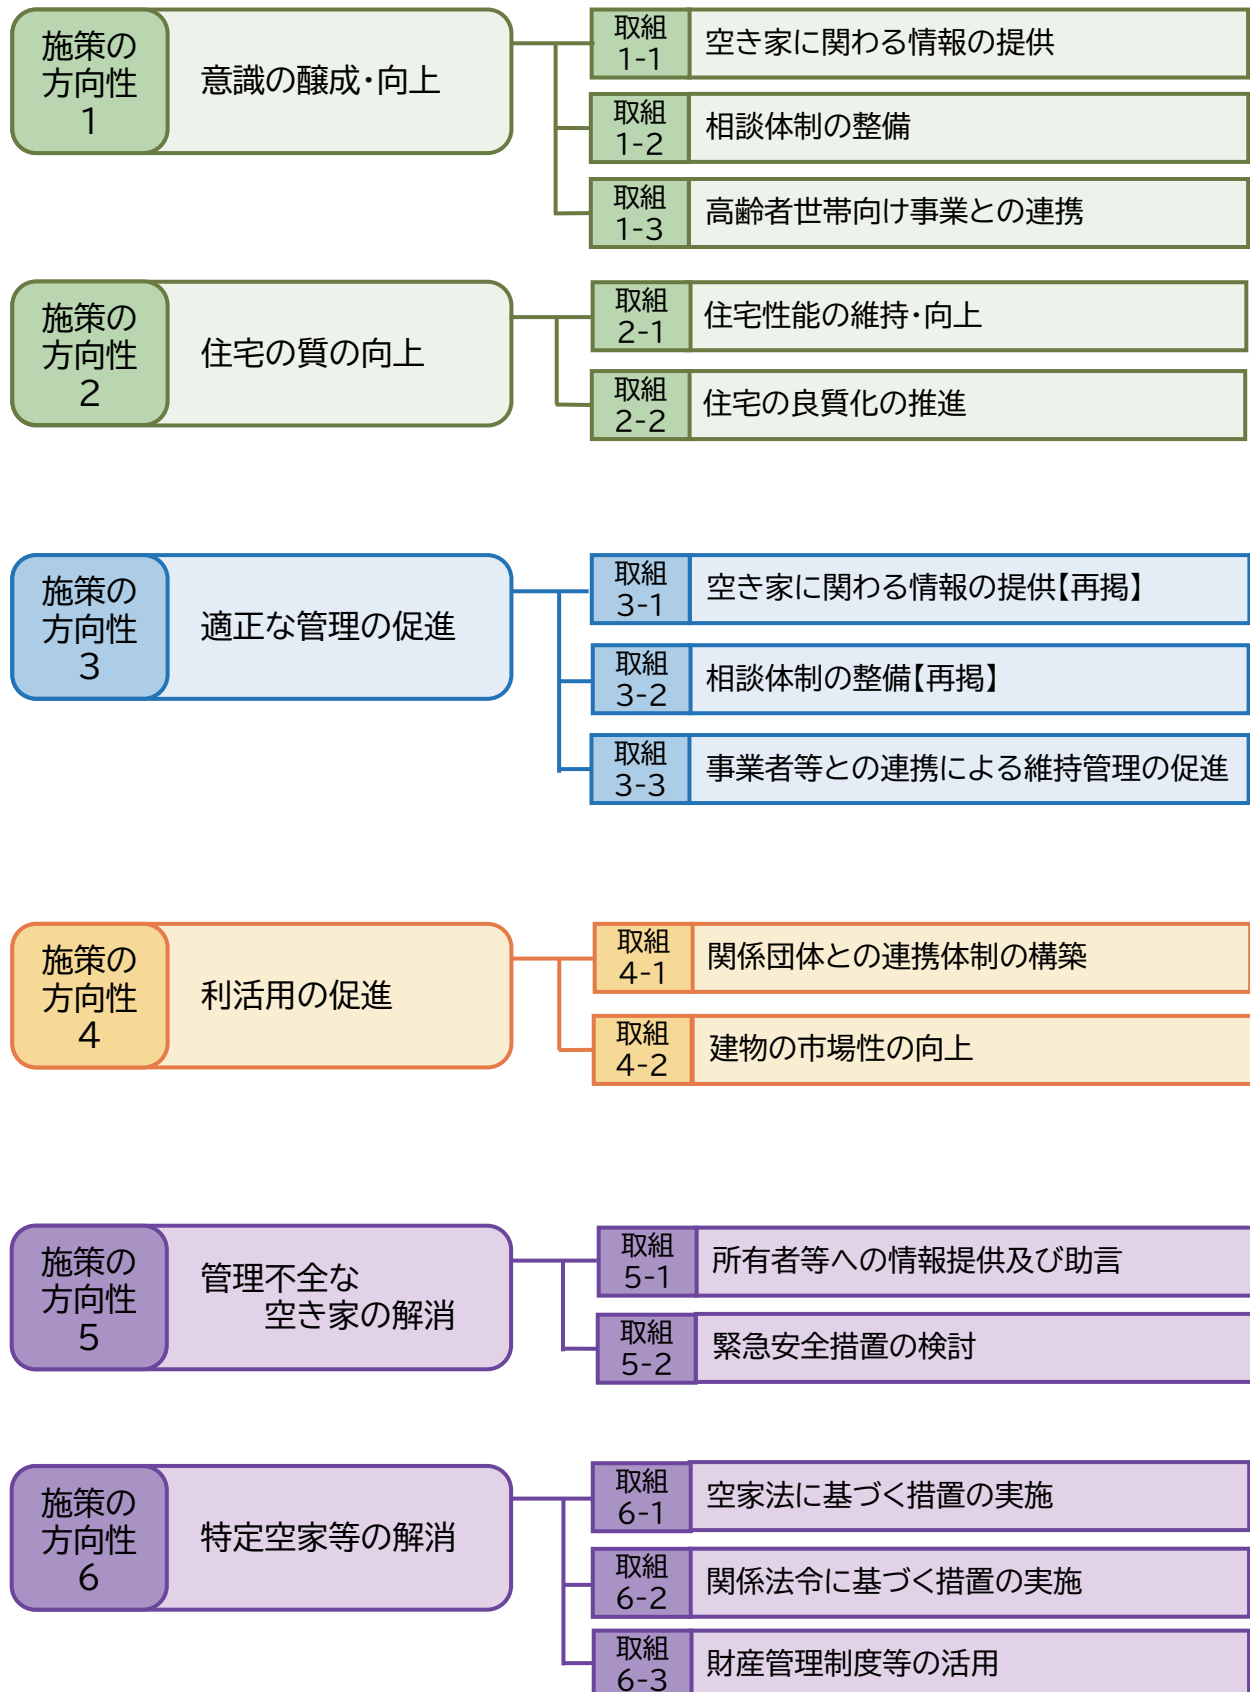 施策の
方向性
1
意識の醸成・向上
取組
1-1
空き家に関わる情報の提供
取組
1-2
相談体制の整備
取組
1-3
高齢者世帯向け事業との連携
施策の
方向性
2
住宅の質の向上
取組
2-1
住宅性能の維持・向上
取組
2-2
住宅の良質化の推進
施策の
方向性
3
適正な管理の促進
取組
3-1
空き家に関わる情報の提供【再掲】
取組
3-2
相談体制の整備【再掲】
取組
3-3
事業者等との連携による維持管理の促進
施策の
方向性
4
利活用の促進
取組
4-1
関係団体との連携体制の構築
取組
4-2
建物の市場性の向上
施策の
方向性
5
管理不全な
空き家の解消
取組
5-1
所有者等への情報提供及び助言
取組
5-2
緊急安全措置の検討
施策の
方向性
6
特定空家等の解消
取組
6-1
空家法に基づく措置の実施
取組
6-2
関係法令に基づく措置の実施
取組
6-3
財産管理制度等の活用